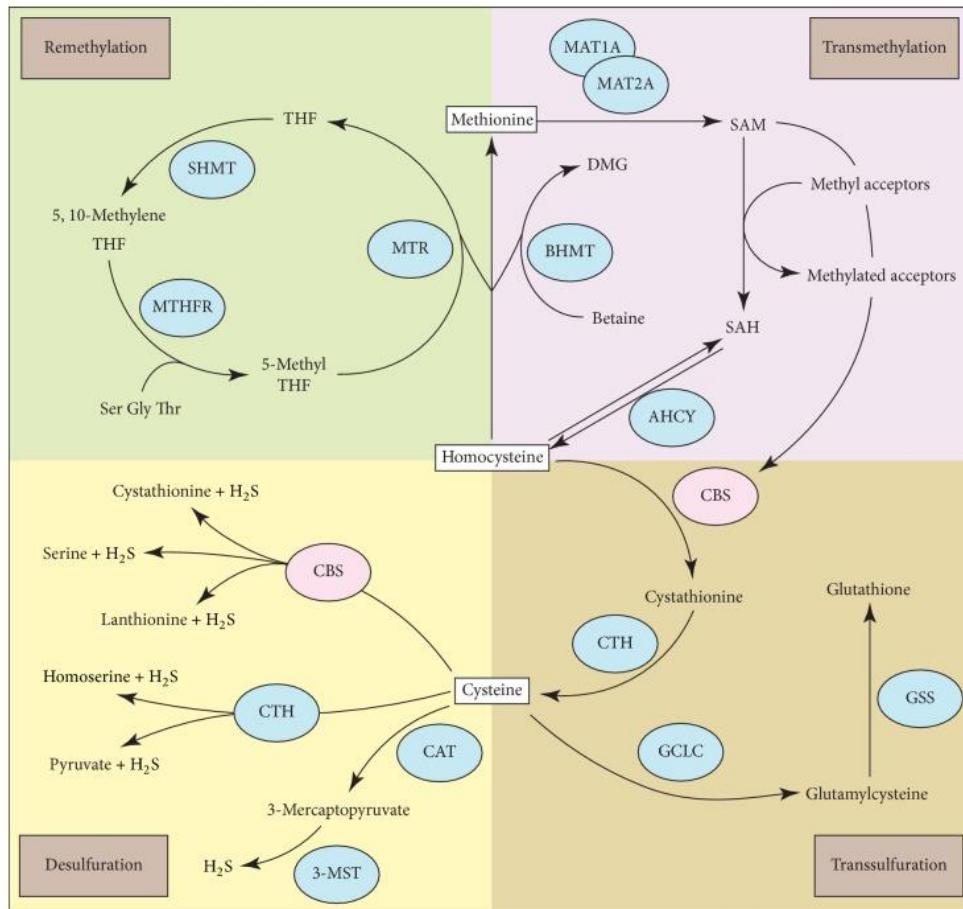 Remethylation
Transmethylation
MAT1A
MAT2A
THF
Methionine
SAM
SHMT
DMG
Methyl acceptors
5, 10-Methylene
THF
MTR
BHMT
Methylated acceptors
MTHFR
Betaine
SAH
5-Methyl
THF
Ser Gly Thr
AHCY
Homocysteine
CBS
Cystathionine + H₂S
Serine + H₂S
CBS
Lanthionine + H₂S
Cystathionine
Glutathione
CTH
Homoserine + H₂S
Cysteine
CTH
GSS
CAT
GCLC
Pyruvate + H₂S
3-Mercaptopyruvate
Glutamylcysteine
Desulfuration
H₂S
3-MST
Transsulfuration